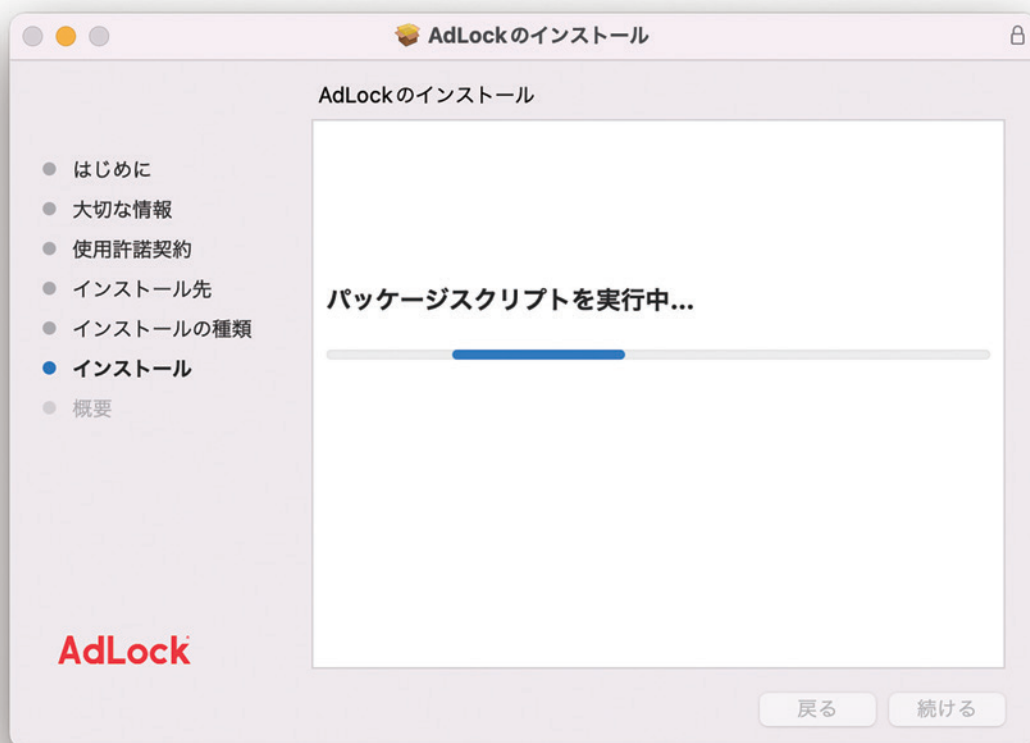 AdLockのインストール
AdLockのインストール
はじめに
大切な情報
使用許諾契約
インストール先
インストールの種類
インストール
概要
パッケージスクリプトを実行中...
AdLock
戻る
続ける